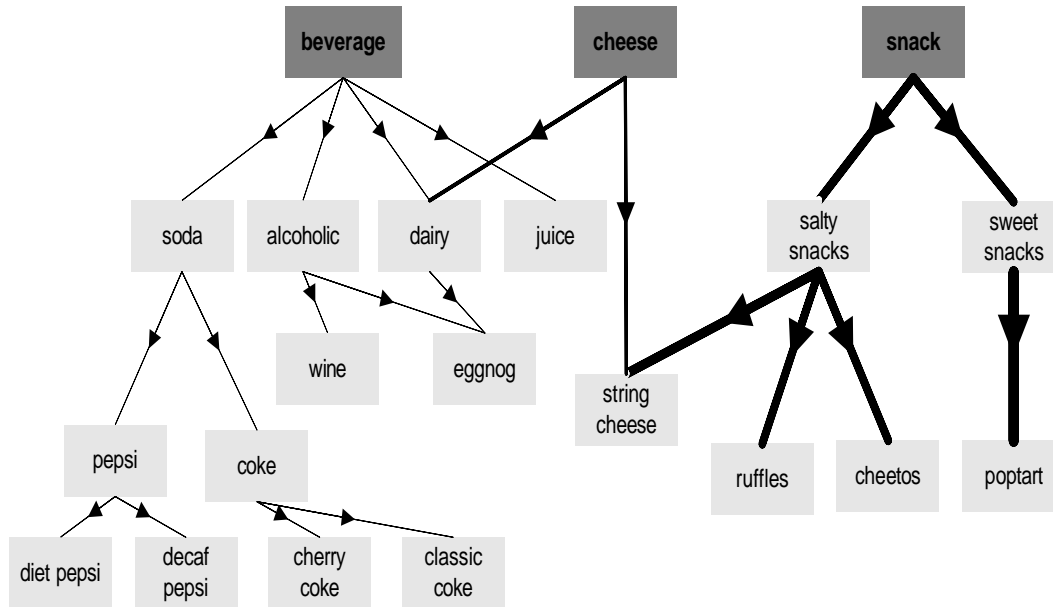 beverage
cheese
snack
soda
alcoholic
dairy
juice
salty
snacks
sweet
snacks
wine
eggnog
string
cheese
pepsi
coke
ruffles
cheetos
poptart
diet pepsi
decaf
pepsi
cherry
coke
classic
coke